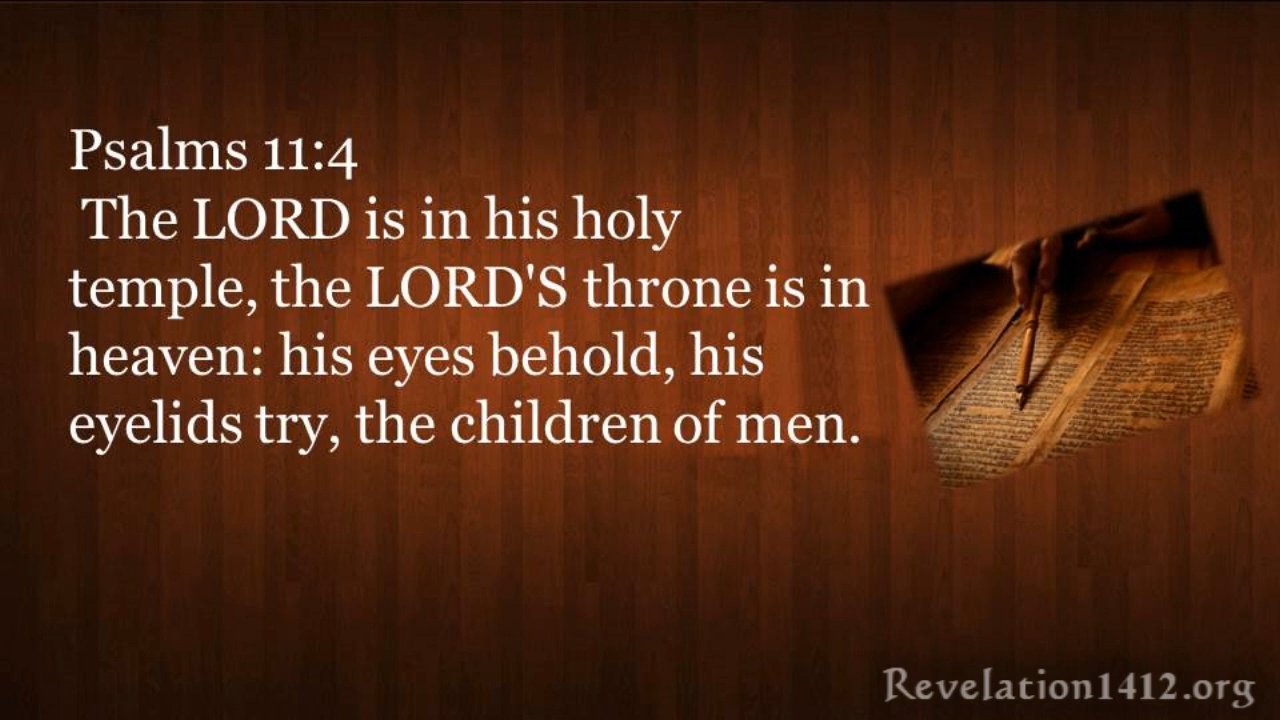 Psalms 11:4
The LORD is in his holy
temple, the LORD'S throne is in
heaven: his eyes behold, his
eyelids try, the children of men.
Revelation1412.org